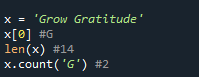 x = 'Grow Gratitude'
x[0] #G
len(x) #14
x.count('G') #2